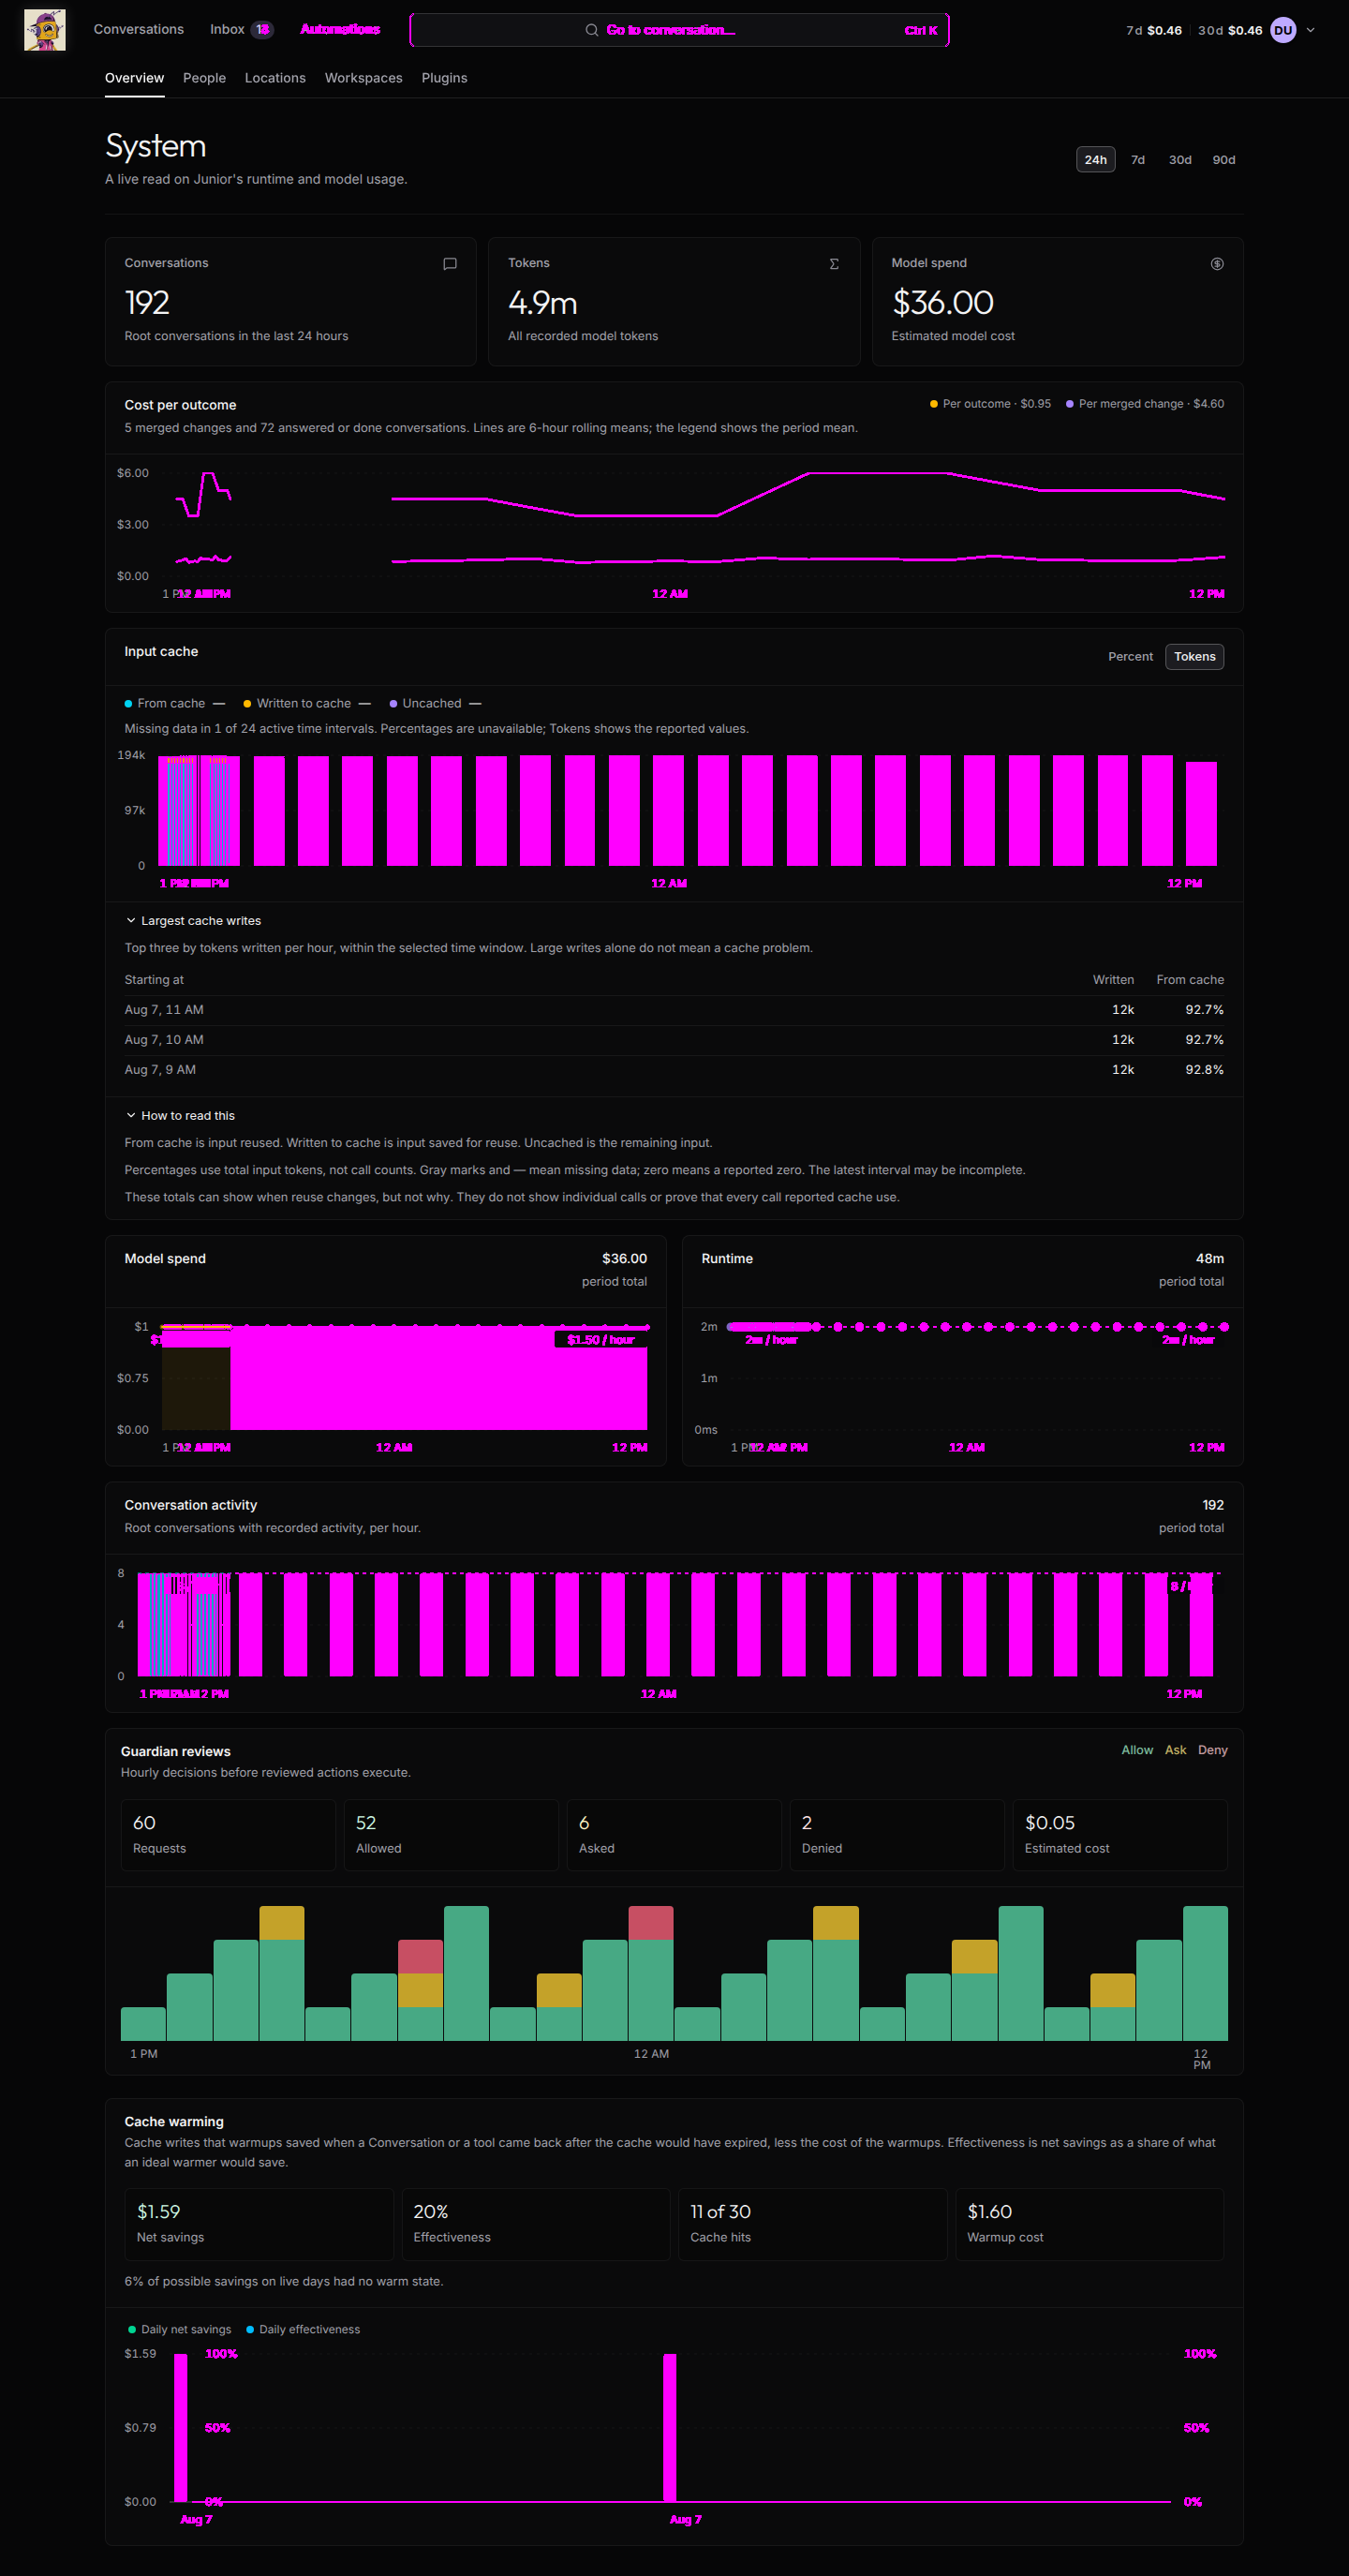 Conversations
Inbox
Automations
Go to conversation...
Ctrl K
7d $0.46
30d $0.46
DU
Overview
People
Locations
Workspaces
Plugins
System
A live read on Junior's runtime and model usage.
24h
7d
30d
90d
Conversations
192
Root conversations in the last 24 hours
Tokens
4.9m
All recorded model tokens
Model spend
$36.00
Estimated model cost
Cost per outcome
Per outcome · $0.95
Per merged change · $4.60
5 merged changes and 72 answered or done conversations. Lines are 6-hour rolling means; the legend shows the period mean.
$6.00
$3.00
$0.00
12 AM
12 PM
Input cache
Percent
Tokens
From cache —
Written to cache —
Uncached —
Missing data in 1 of 24 active time intervals. Percentages are unavailable; Tokens shows the reported values.
194k
97k
0
12 AM
12 PM
Largest cache writes
Top three by tokens written per hour, within the selected time window. Large writes alone do not mean a cache problem.
Starting at
Written
From cache
Aug 7, 11 AM
12k
92.7%
Aug 7, 10 AM
12k
92.7%
Aug 7, 9 AM
12k
92.8%
How to read this
From cache is input reused. Written to cache is input saved for reuse. Uncached is the remaining input.
Percentages use total input tokens, not call counts. Gray marks and — mean missing data; zero means a reported zero. The latest interval may be incomplete.
These totals can show when reuse changes, but not why. They do not show individual calls or prove that every call reported cache use.
Model spend
$36.00
period total
$1
$0.75
$0.00
$1.50 / hour
12 AM
12 PM
Runtime
48m
period total
2m
1m
0ms
2m / hour
2m / hour
12 AM
12 PM
Conversation activity
192
Root conversations with recorded activity, per hour.
period total
8
4
0
12 AM
12 PM
Guardian reviews
Allow
Ask
Deny
Hourly decisions before reviewed actions execute.
60
Requests
52
Allowed
6
Asked
2
Denied
$0.05
Estimated cost
1 PM
12 AM
12
PM
Cache warming
Cache writes that warmups saved when a Conversation or a tool came back after the cache would have expired, less the cost of the warmups. Effectiveness is net savings as a share of what
an ideal warmer would save.
$1.59
Net savings
20%
Effectiveness
11 of 30
Cache hits
$1.60
Warmup cost
6% of possible savings on live days had no warm state.
Daily net savings
Daily effectiveness
$1.59
100%
100%
$0.79
50%
50%
$0.00
0%
0%
Aug 7
Aug 7